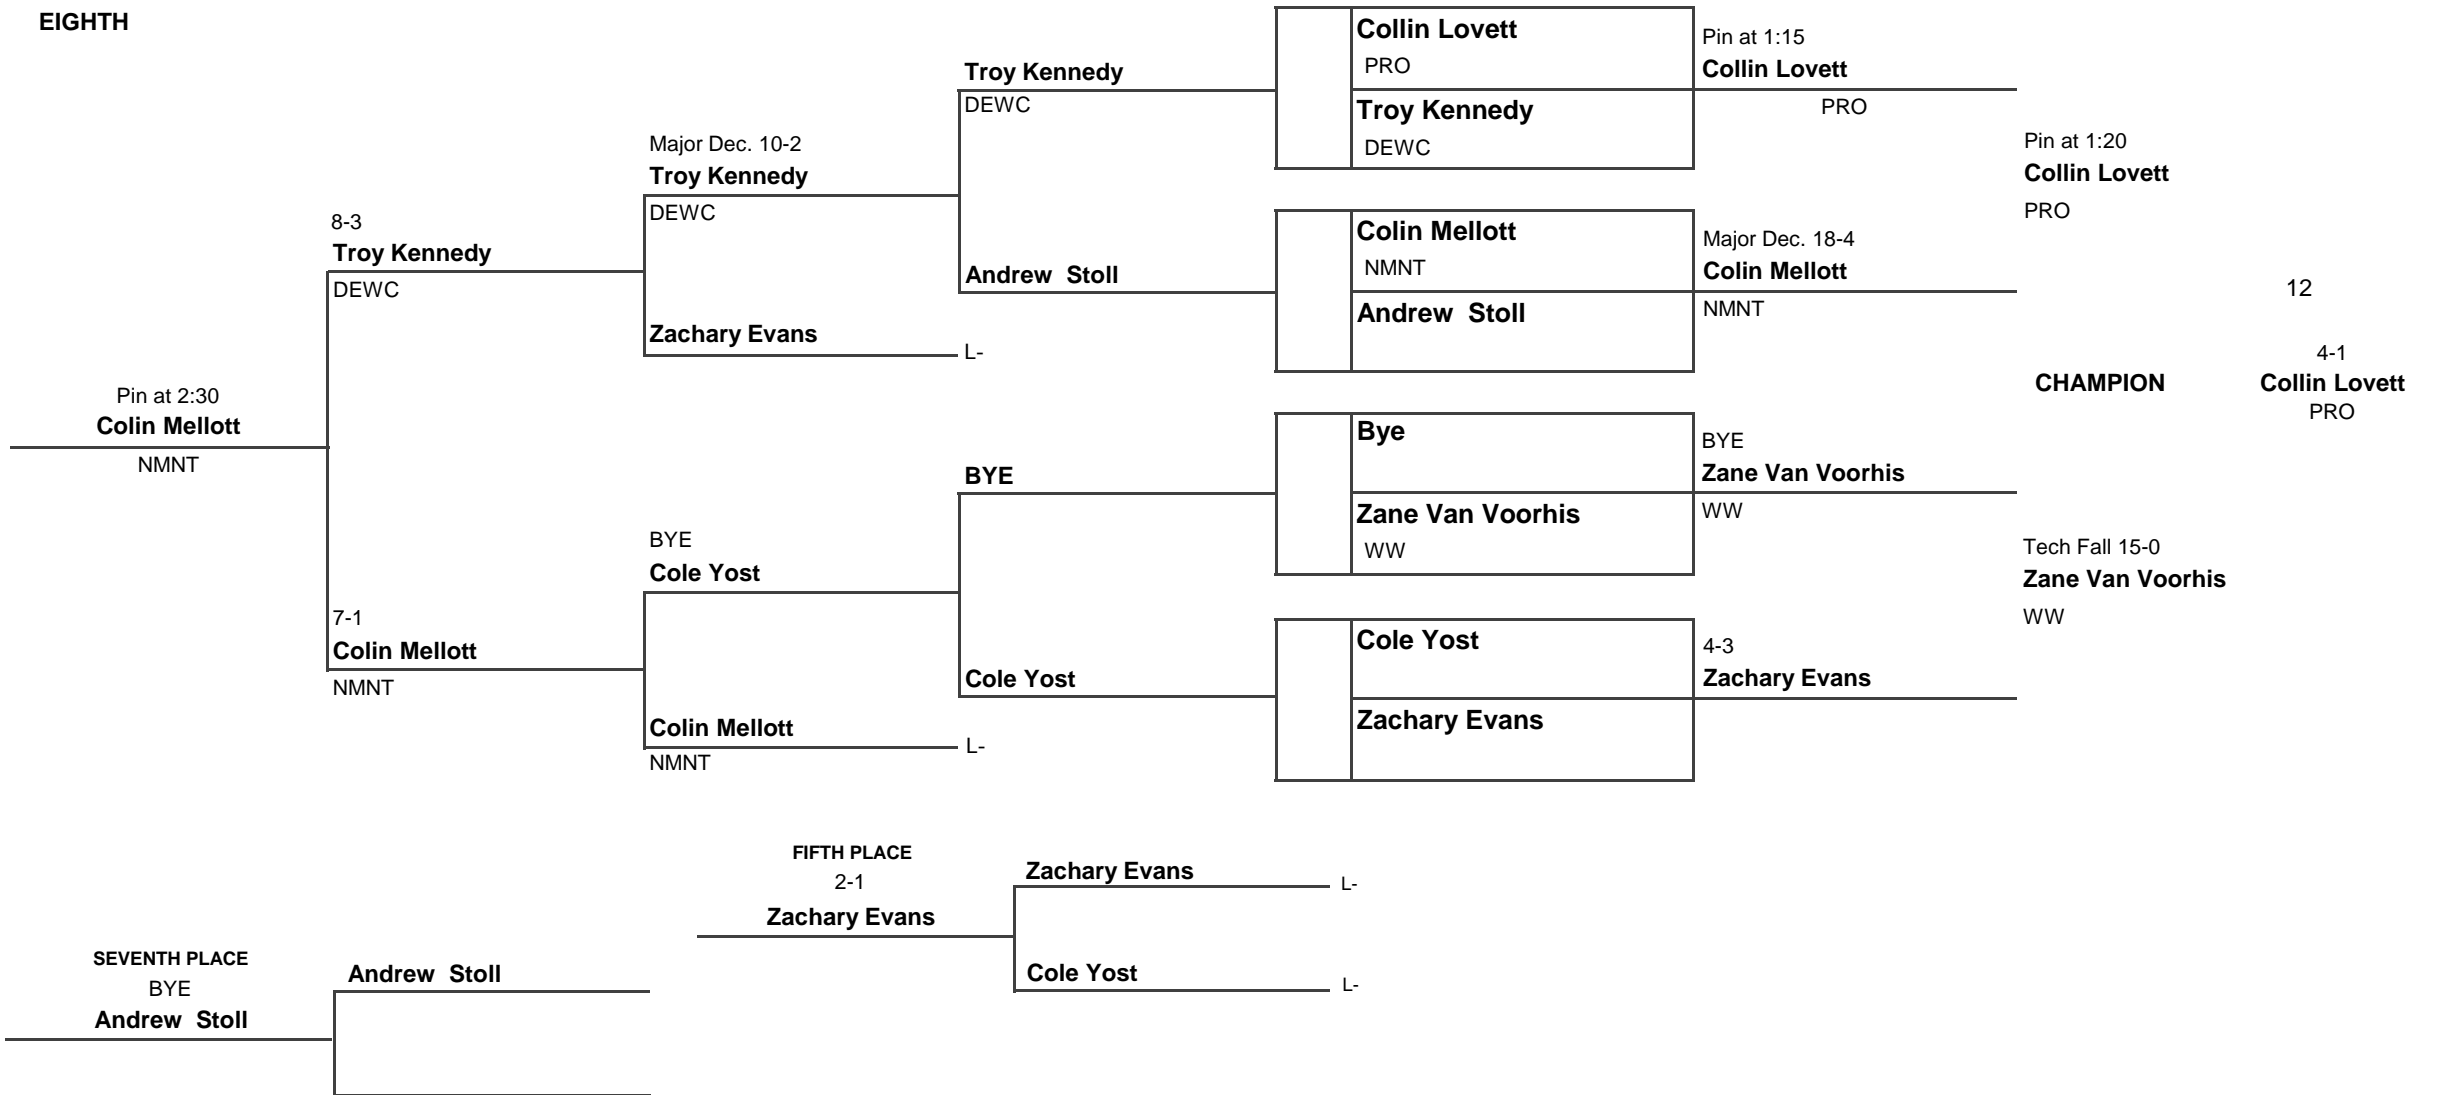 EIGHTH
Collin Lovett
PRO
Troy Kennedy
DEWC
Pin at 1:15
Collin Lovett
PRO
Troy Kennedy
DEWC
Major Dec. 10-2
Troy Kennedy
DEWC
Pin at 1:20
Collin Lovett
PRO
8-3
Troy Kennedy
DEWC
Andrew  Stoll
Colin Mellott
NMNT
Andrew  Stoll
Major Dec. 18-4
Colin Mellott
NMNT
12
Zachary Evans
L-
4-1
CHAMPION
Collin Lovett
PRO
Pin at 2:30
Colin Mellott
NMNT
BYE
Bye
Zane Van Voorhis
WW
BYE
Zane Van Voorhis
WW
BYE
Cole Yost
Tech Fall 15-0
Zane Van Voorhis
WW
7-1
Colin Mellott
NMNT
Cole Yost
Cole Yost
Zachary Evans
4-3
Zachary Evans
Colin Mellott
NMNT
L-
FIFTH PLACE
2-1
Zachary Evans
Zachary Evans
L-
Cole Yost
L-
SEVENTH PLACE
BYE
Andrew  Stoll
Andrew  Stoll